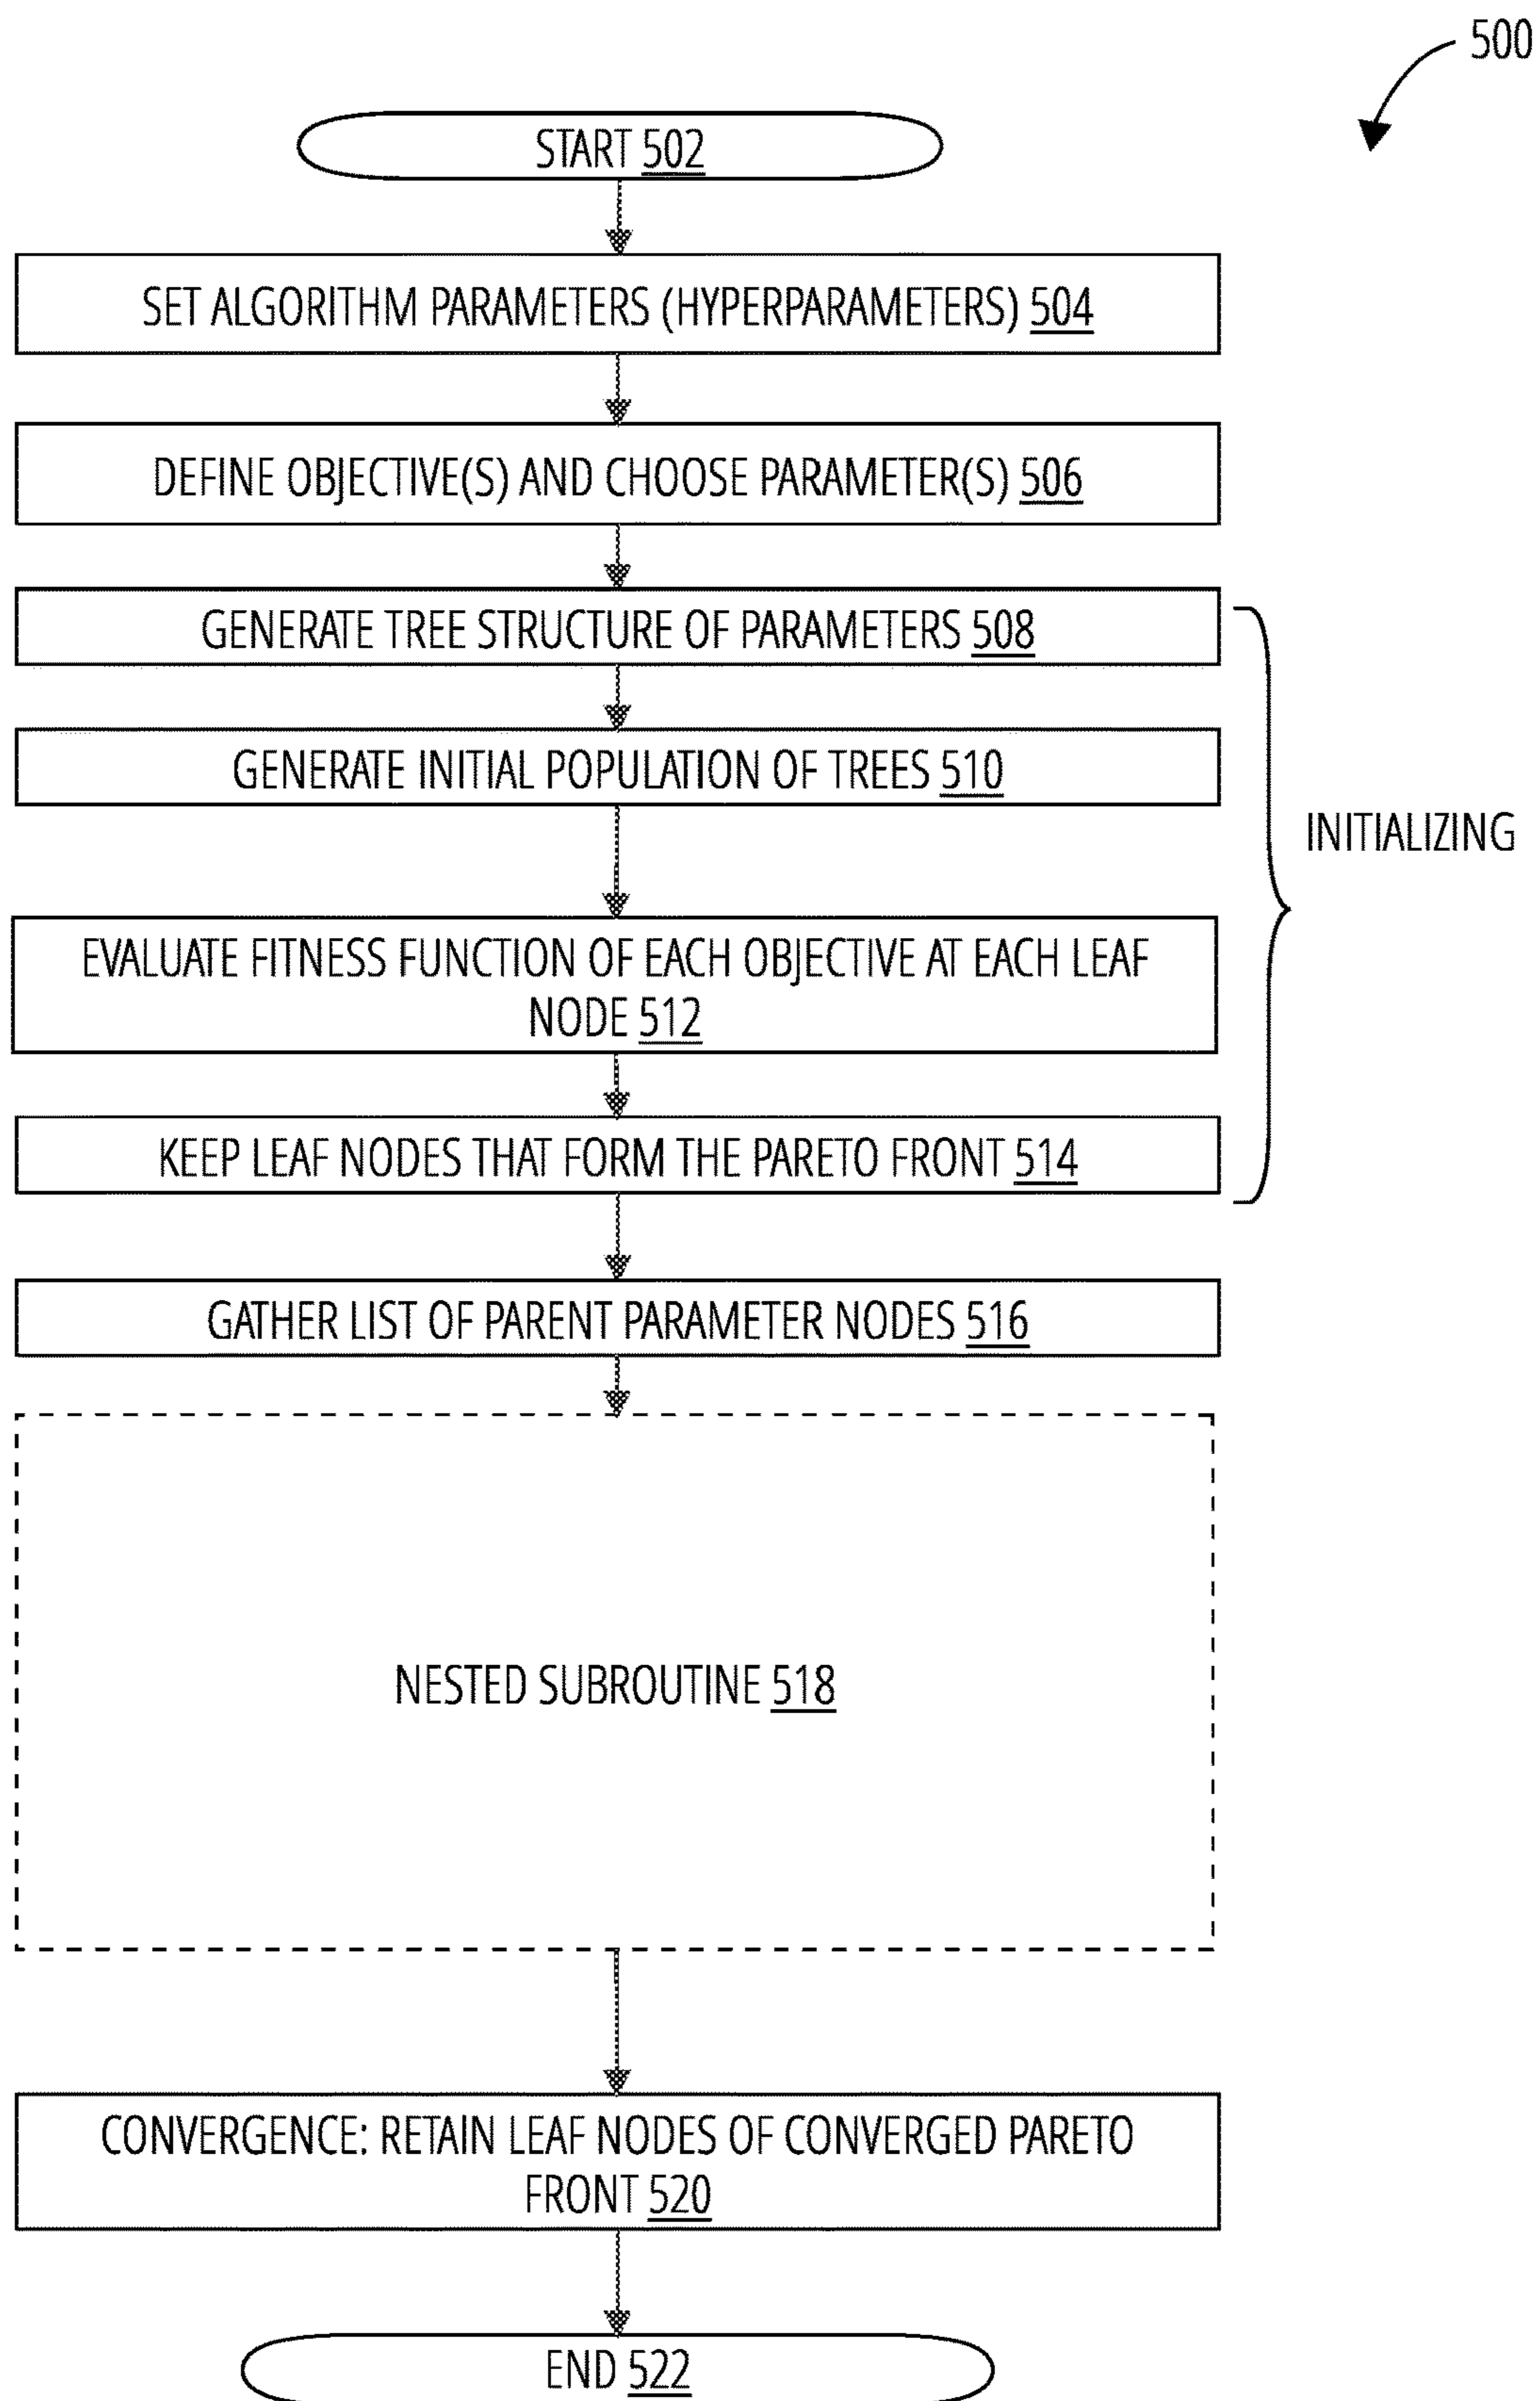 500
START 502
SET ALGORITHM PARAMETERS (HYPERPARAMETERS) 504
DEFINE OBJECTIVE(S) AND CHOOSE PARAMETER(S) 506
GENERATE TREE STRUCTURE OF PARAMETERS 508
GENERATE INITIAL POPULATION OF TREES 510
INITIALIZING
EVALUATE FITNESS FUNCTION OF EACH OBJECTIVE AT EACH LEAF
NODE 512
KEEP LEAF NODES THAT FORM THE PARETO FRONT 514
GATHER LIST OF PARENT PARAMETER NODES 516
NESTED SUBROUTINE 518
CONVERGENCE: RETAIN LEAF NODES OF CONVERGED PARETO
FRONT 520
END 522